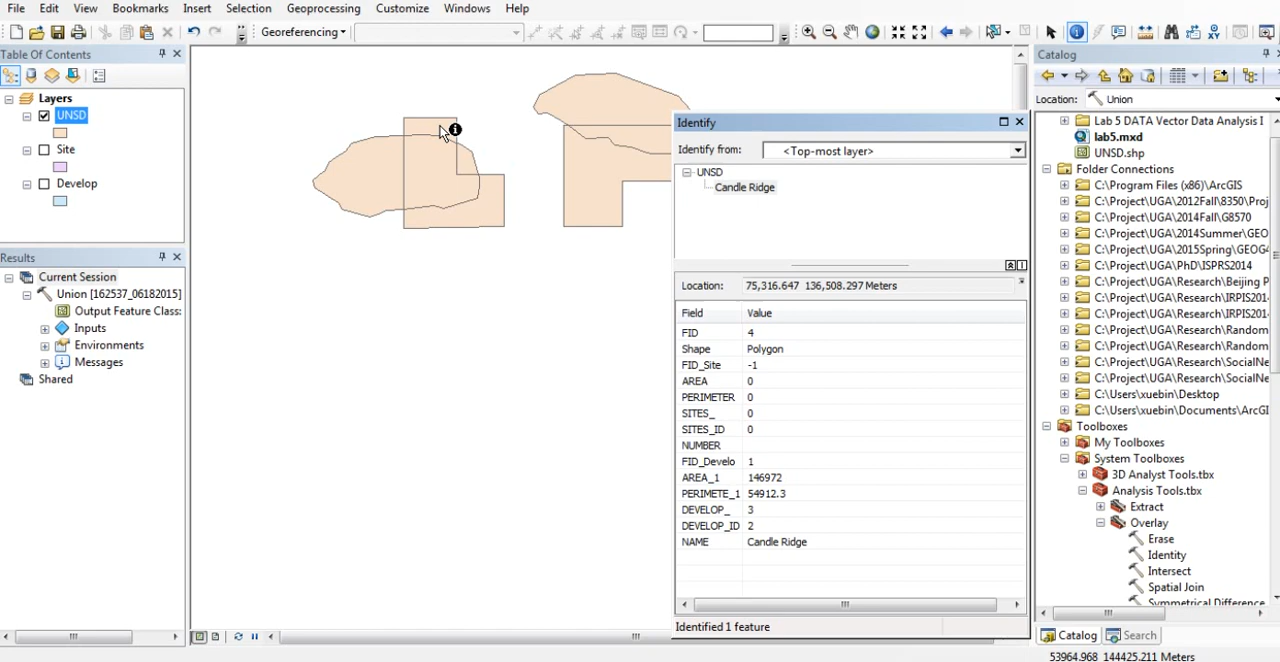 File Edit View Bookmarks Insert Selection Geoprocessing Customize Windows Help
Georeferencing
Table Of Contents
Layers
UNSD
Site
Develop
Results
Current Session
Union [162537_06182015]
Output Feature Class:
Inputs
Environments
Messages
Shared
Identify
Identify from: <Top-most layer>
UNSD
Candle Ridge
Location: 75,316.647 136,508.297 Meters
Field Value
FID 4
Shape Polygon
FID_Site -1
AREA 0
PERIMETER 0
SITES_ 0
SITES_ID 0
NUMBER
FID_Develo 1
AREA_1 146972
PERIMETE_1 54912.3
DEVELOP_ 3
DEVELOP_ID 2
NAME Candle Ridge
Identified 1 feature
Catalog
Location: Union
Lab 5 DATA Vector Data Analysis I
lab5.mxd
UNSD.shp
Folder Connections
C:\Program Files (x86)\ArcGIS
C:\Project\UGA\2012Fall\8350\Proj
C:\Project\UGA\2014Fall\G8570
C:\Project\UGA\2014Summer\GEO
C:\Project\UGA\2015Spring\GEOG
C:\Project\UGA\PhD\ISPRS2014
C:\Project\UGA\Research\Beijing P
C:\Project\UGA\Research\IRPIS201
C:\Project\UGA\Research\IRPIS2014
C:\Project\UGA\Research\Random
C:\Project\UGA\Research\Random
C:\Project\UGA\Research\SocialNe
C:\Project\UGA\Research\SocialNe
C:\Users\xuebin\Desktop
C:\Users\xuebin\Documents\ArcGI
Toolboxes
My Toolboxes
System Toolboxes
3D Analyst Tools.tbx
Analysis Tools.tbx
Extract
Overlay
Erase
Identity
Intersect
Spatial Join
Symmetrical Difference
Catalog Search
53964.968 144425.211 Meters